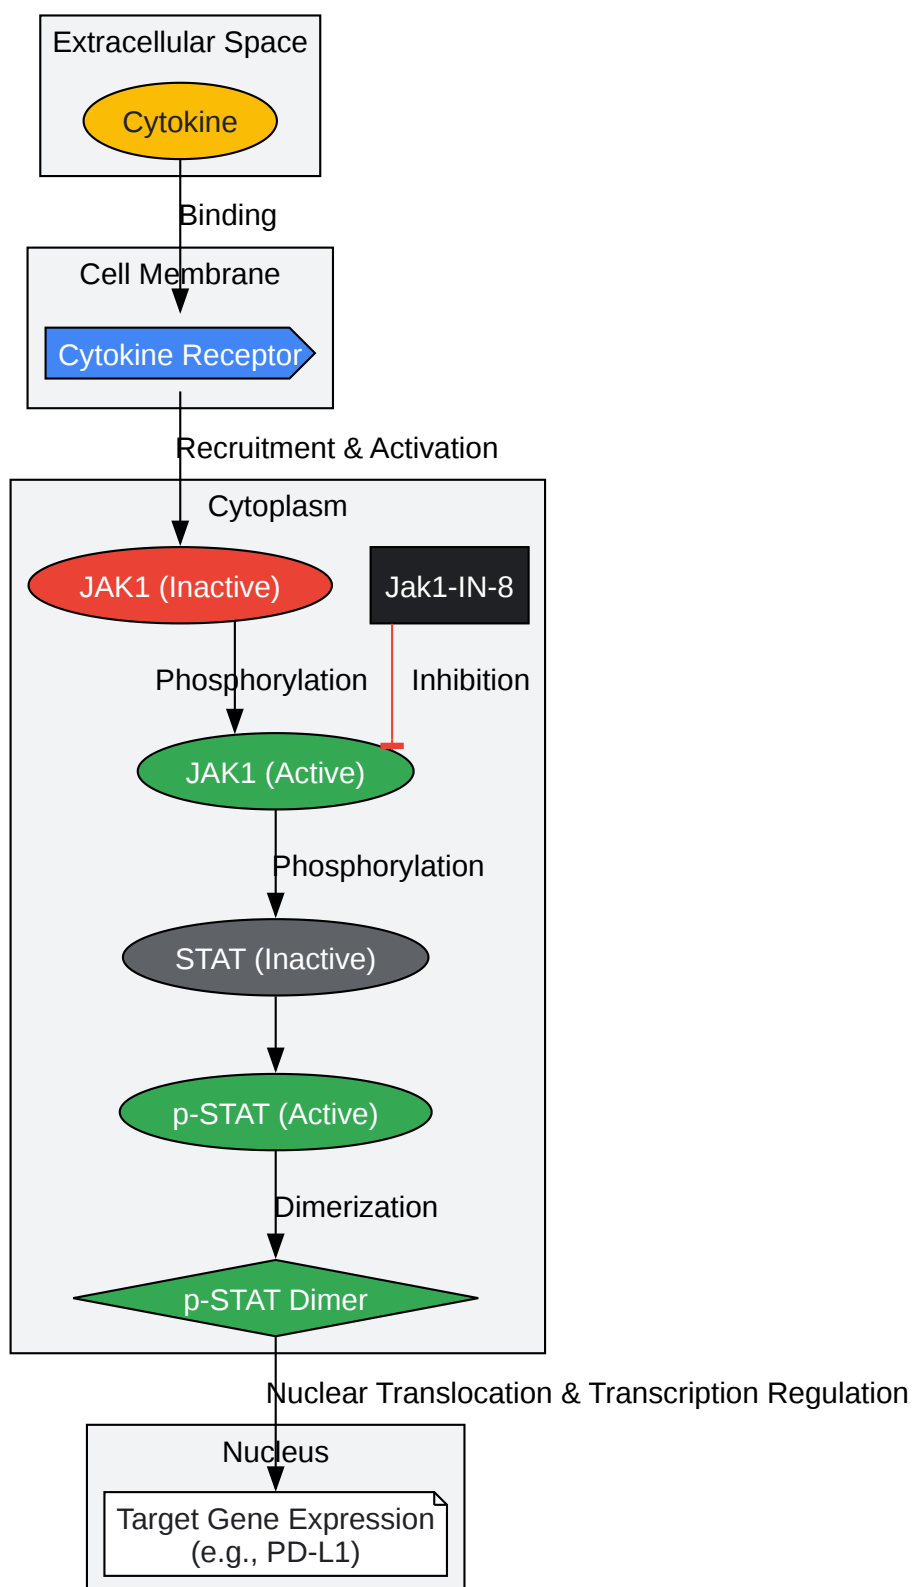 Extracellular Space
Cytokine
Binding
Cell Membrane
Cytokine Receptor
Recruitment & Activation
Cytoplasm
JAK1 (Inactive)
Jak1-IN-8
Phosphorylation
Inhibition
JAK1 (Active)
Phosphorylation
STAT (Inactive)
p-STAT (Active)
Dimerization
p-STAT Dimer
Nuclear Translocation & Transcription Regulation
Nucleus
Target Gene Expression
(e.g., PD-L1)